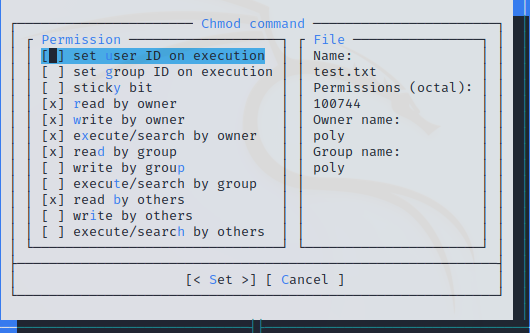 Chmod command
Permission
[ ] set user ID on execution
[ ] set group ID on execution
[ ] sticky bit
[x] read by owner
[x] write by owner
[x] execute/search by owner
[x] read by group
[ ] write by group
[ ] execute/search by group
[x] read by others
[ ] write by others
[ ] execute/search by others
File
Name:
test.txt
Permissions (octal):
100744
Owner name:
poly
Group name:
poly
[< Set >] [ Cancel ]